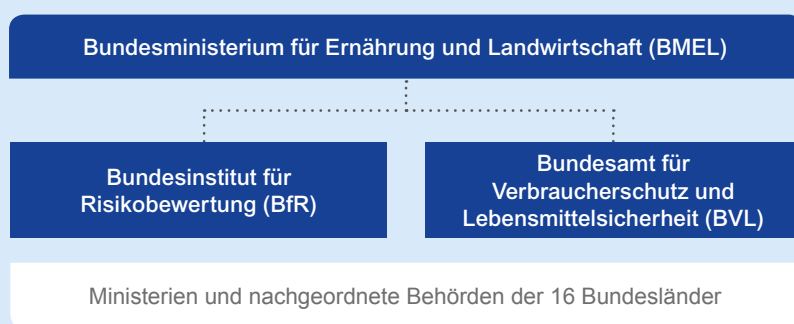 Bundesministerium für Ernährung und Landwirtschaft (BMEL)
Bundesinstitut für
Risikobewertung (BfR)
Bundesamt für
Verbraucherschutz und
Lebensmittelsicherheit (BVL)
Ministerien und nachgeordnete Behörden der 16 Bundesländer